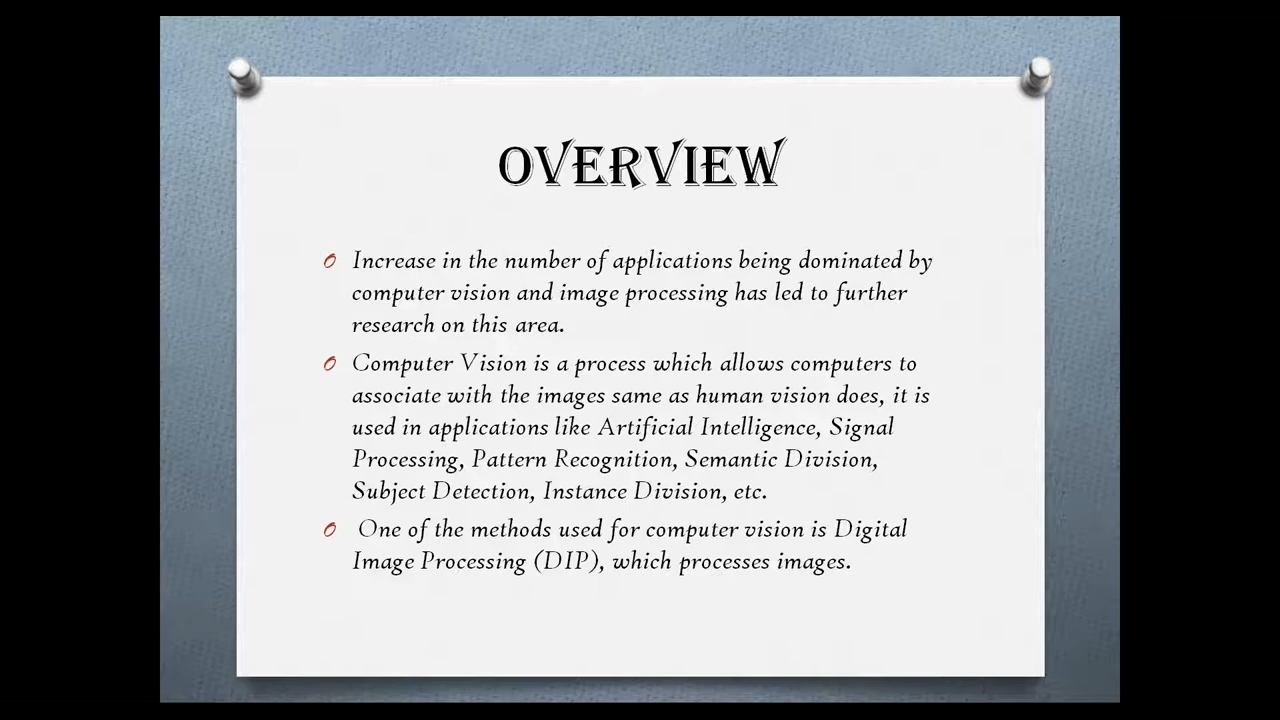 OVERVIEW
Increase in the number of applications being dominated by
computer vision and image processing has led to further
research on this area.
Computer Vision is a process which allows computers to
associate with the images same as human vision does, it is
used in applications like Artificial Intelligence, Signal
Processing, Pattern Recognition, Semantic Division,
Subject Detection, Instance Division, etc.
One of the methods used for computer vision is Digital
Image Processing (DIP), which processes images.